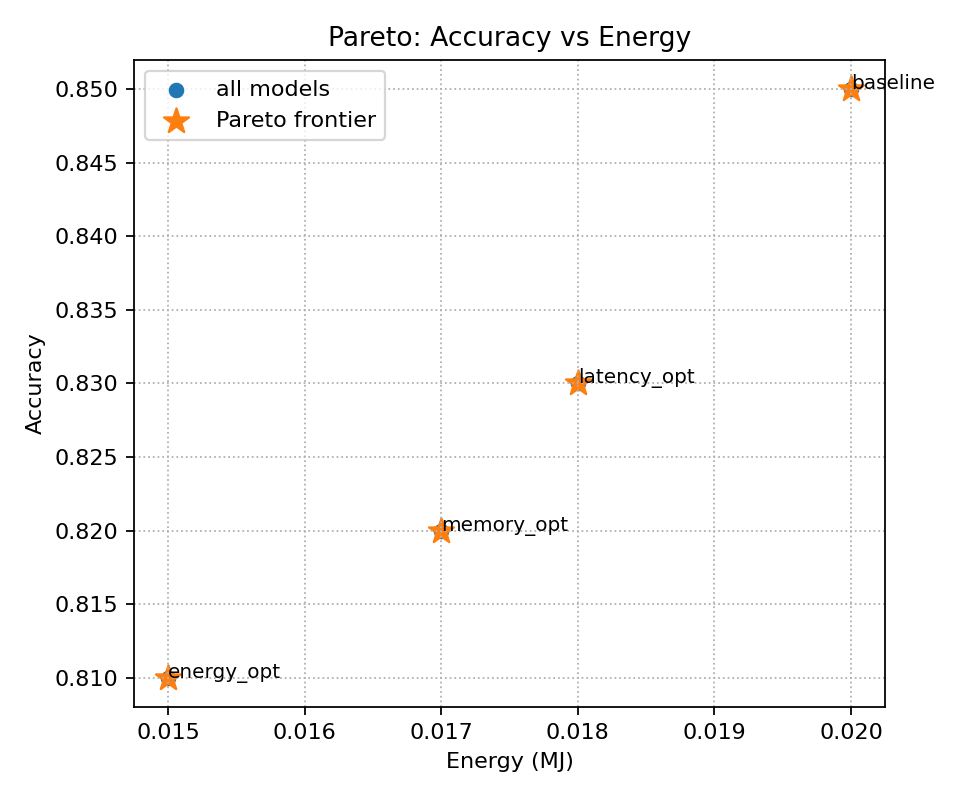 Pareto: Accuracy vs Energy
all models
Pareto frontier
baseline
latency_opt
memory_opt
energy_opt
Accuracy
0.850
0.845
0.840
0.835
0.830
0.825
0.820
0.815
0.810
0.015 0.016 0.017 0.018 0.019 0.020
Energy (MJ)